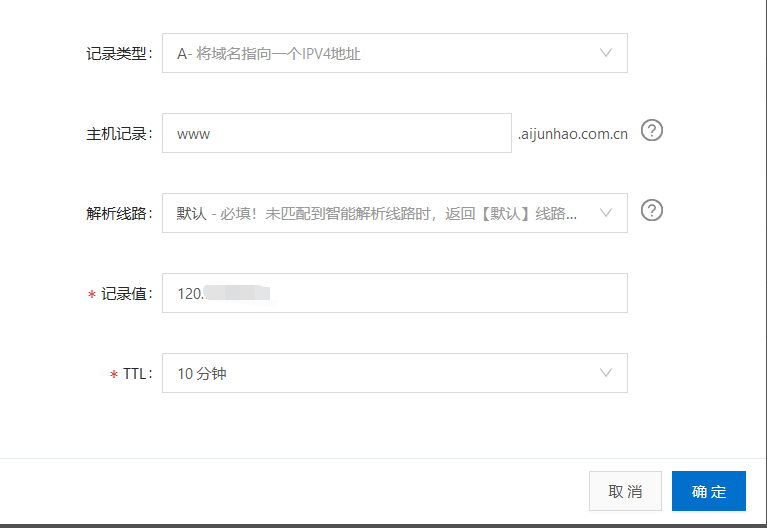 记录类型： A- 将域名指向一个IPV4地址
主机记录： www .aijunhao.com.cn ?
解析线路： 默认 - 必填！未匹配到智能解析线路时，返回【默认】线路... ?
* 记录值： 120.
* TTL： 10 分钟
取 消 确 定